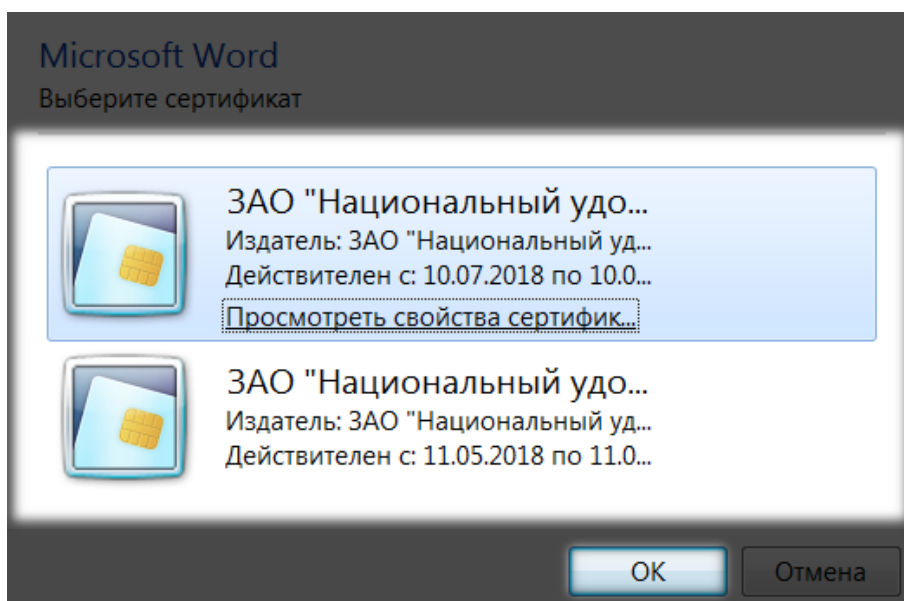 Microsoft Word
Выберите сертификат
ЗАО "Национальный удо...
Издатель: ЗАО "Национальный уд...
Действителен с: 10.07.2018 по 10.0...
Просмотреть свойства сертифик...
ЗАО "Национальный удо...
Издатель: ЗАО "Национальный уд...
Действителен с: 11.05.2018 по 11.0...
ОК Отмена